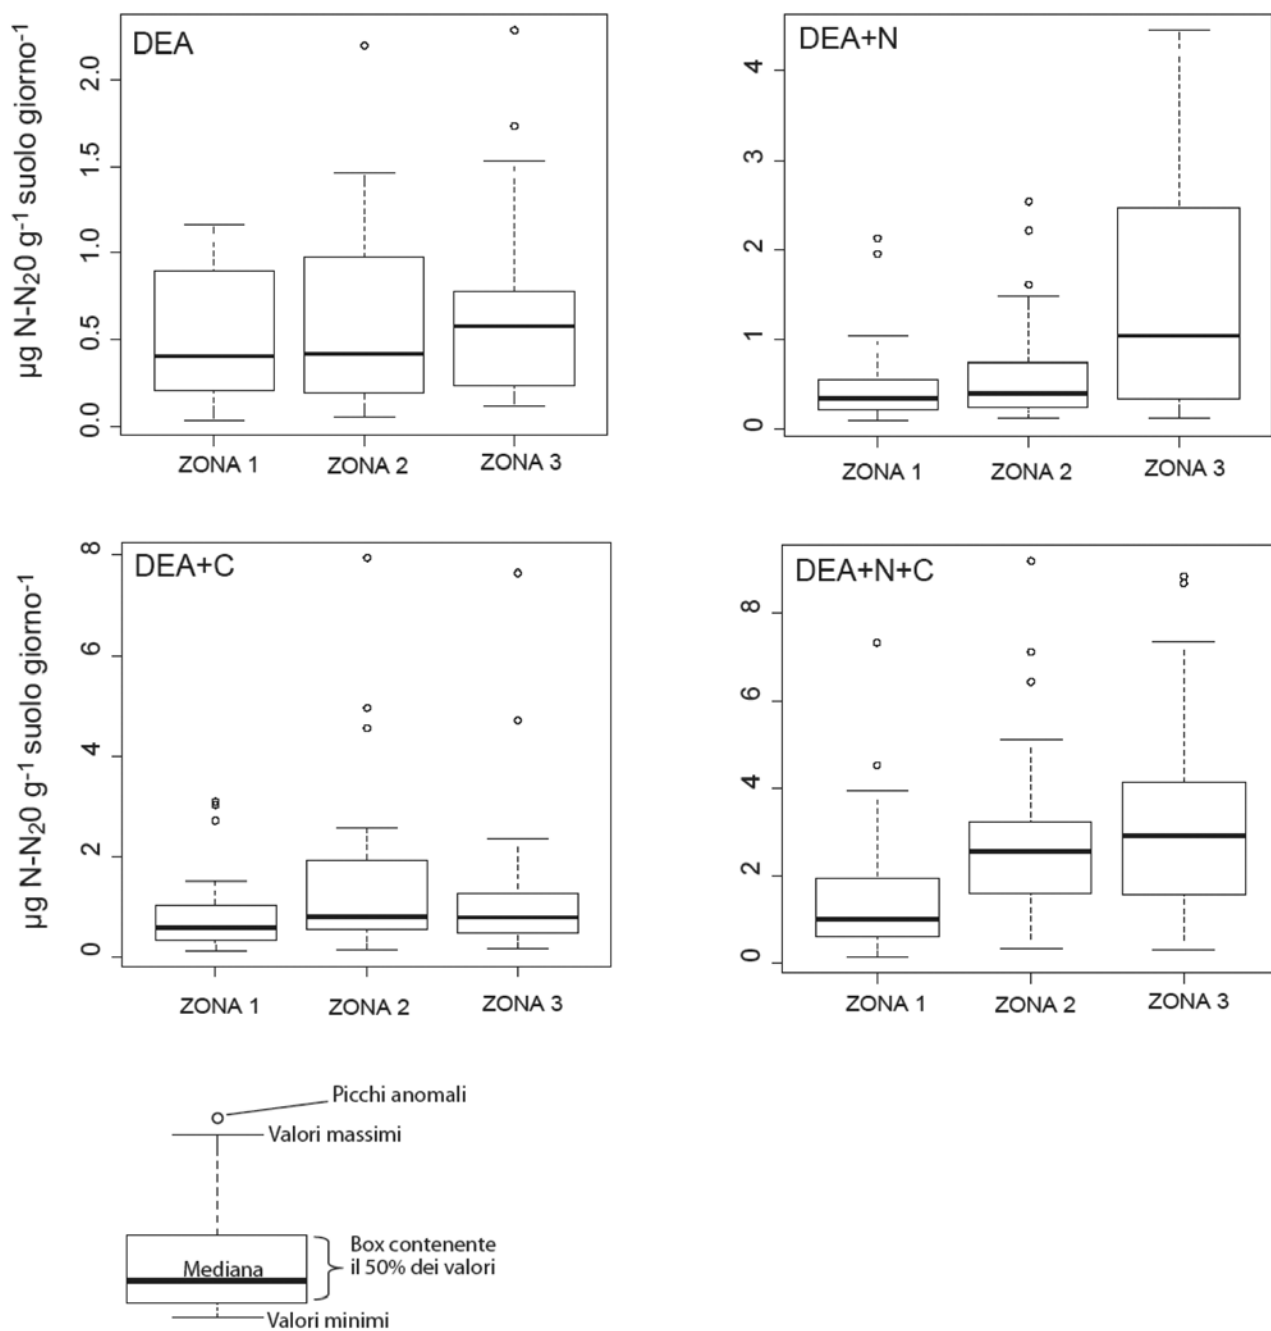 DEA
µg N-N₂0 g⁻¹ suolo giorno⁻¹
2.0
1.5
1.0
0.5
0.0
ZONA 1 ZONA 2 ZONA 3
DEA+N
4
3
2
1
0
ZONA 1 ZONA 2 ZONA 3
DEA+C
µg N-N₂0 g⁻¹ suolo giorno⁻¹
8
6
4
2
0
ZONA 1 ZONA 2 ZONA 3
DEA+N+C
8
6
4
2
0
ZONA 1 ZONA 2 ZONA 3
Picchi anomali
Valori massimi
Mediana
Box contenente
il 50% dei valori
Valori minimi